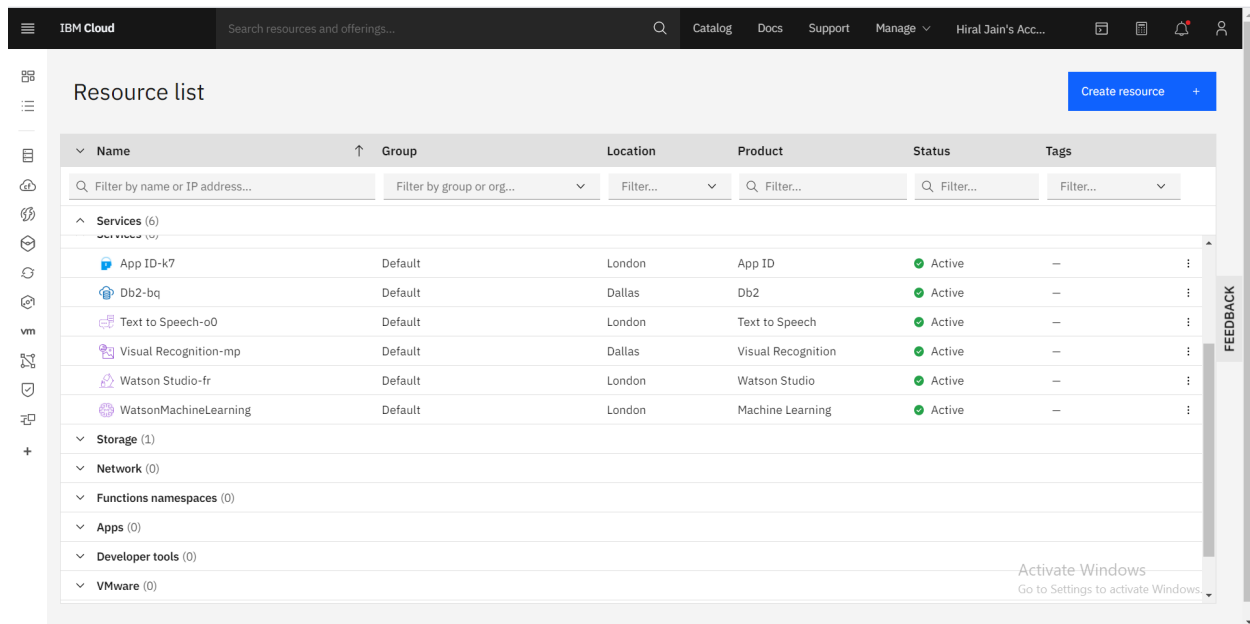 IBM Cloud Search resources and offerings... Catalog Docs Support Manage Hiral Jain's Acc...
Resource list Create resource +
Name Group Location Product Status Tags
Filter by name or IP address... Filter by group or org... Filter... Filter... Filter... Filter...
Services (6)
App ID-k7 Default London App ID Active —
Db2-bq Default Dallas Db2 Active —
Text to Speech-o0 Default London Text to Speech Active —
Visual Recognition-mp Default Dallas Visual Recognition Active —
Watson Studio-fr Default London Watson Studio Active —
WatsonMachineLearning Default London Machine Learning Active —
Storage (1)
Network (0)
Functions namespaces (0)
Apps (0)
Developer tools (0)
VMware (0)
vm
FEEDBACK
Activate Windows
Go to Settings to activate Windows.